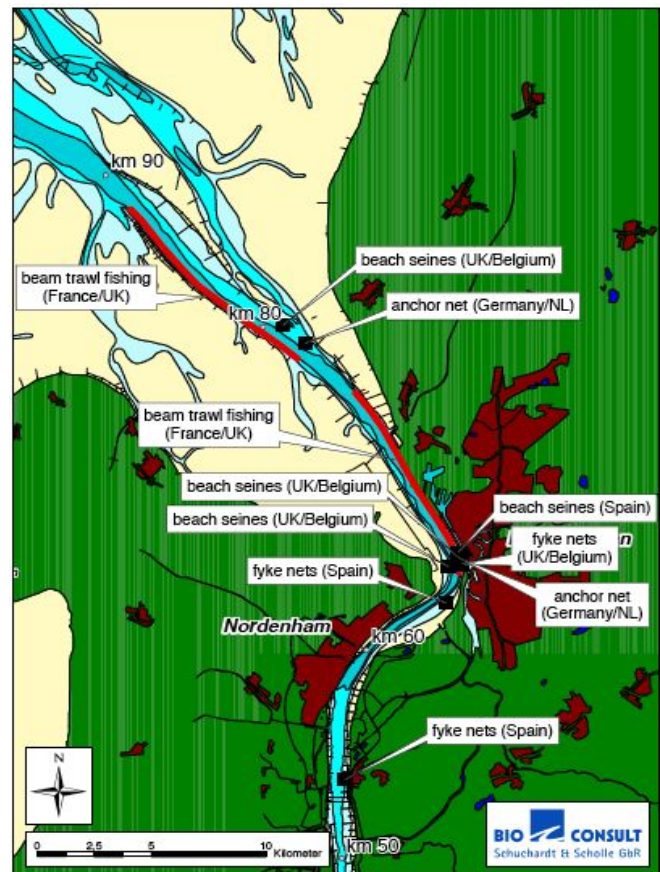 km 90
beach seines (UK/Belgium)
beam trawl fishing
(France/UK)
km 80
anchor net (Germany/NL)
beam trawl fishing
(France/UK)
beach seines (UK/Belgium)
beach seines (Spain)
beach seines (UK/Belgium)
fyke nets
(UK/Belgium)
fyke nets (Spain)
anchor net
(Germany/NL)
Nordenham
km 60
fyke nets (Spain)
N
0 2,5 5 10
Kilometer
km 50
BIO CONSULT
Schuchardt & Scholle GbR